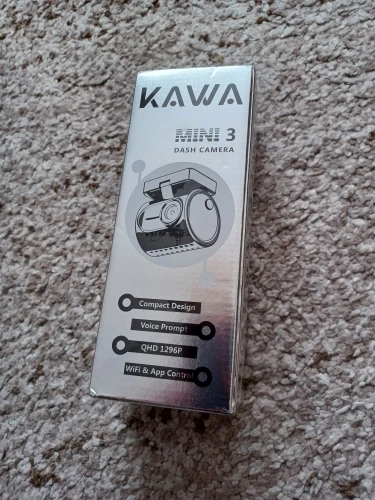 KAWA
MINI 3
DASH CAMERA
Compact Design
Voice Prompt
QHD 1296P
WiFi & App Control